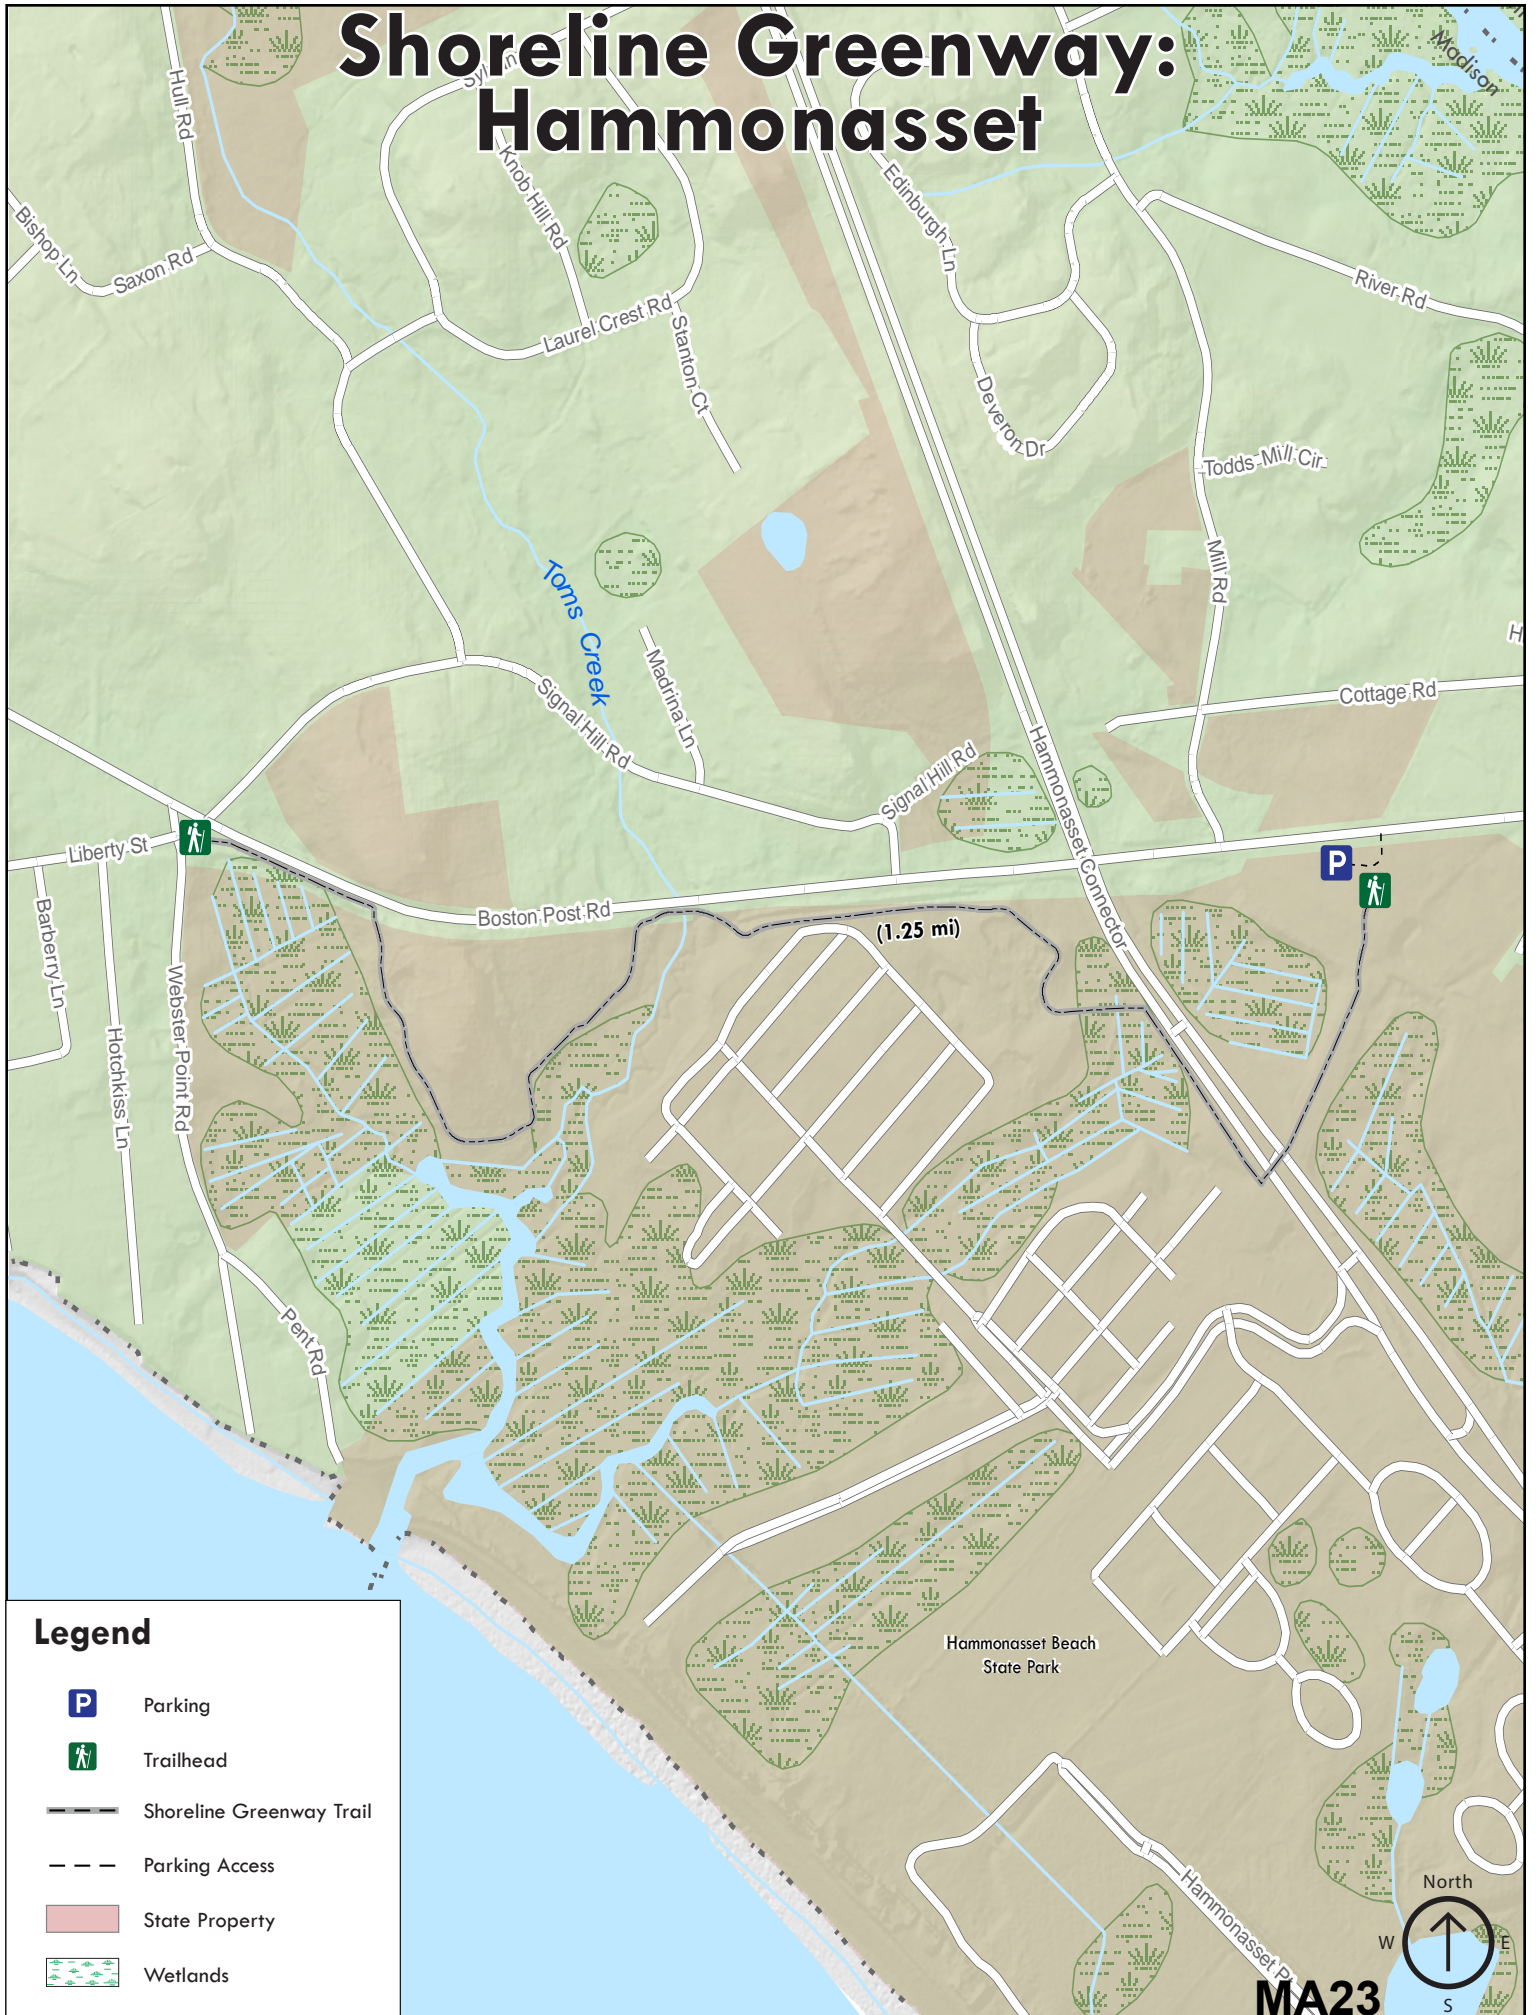 Shoreline Greenway:
Hammonasset
Madison
Hull Rd
Knob Hill Rd
Edinburgh Ln
Bishop Ln
Saxon Rd
River Rd
Laurel Crest Rd
Stanton Ct
Deveron Dr
Todds Mill Cir
Mill Rd
Toms Creek
Madrina Ln
Signal Hill Rd
Cottage Rd
Hammonasset Connector
Signal Hill Rd
Liberty St
P
Boston Post Rd
(1.25 mi)
Barberry Ln
Webster Point Rd
Hotchkiss Ln
Pent Rd
Hammonasset Beach
State Park
Legend
P Parking
Trailhead
Shoreline Greenway Trail
Parking Access
State Property
Wetlands
Hammonasset
North
W E
S
MA23